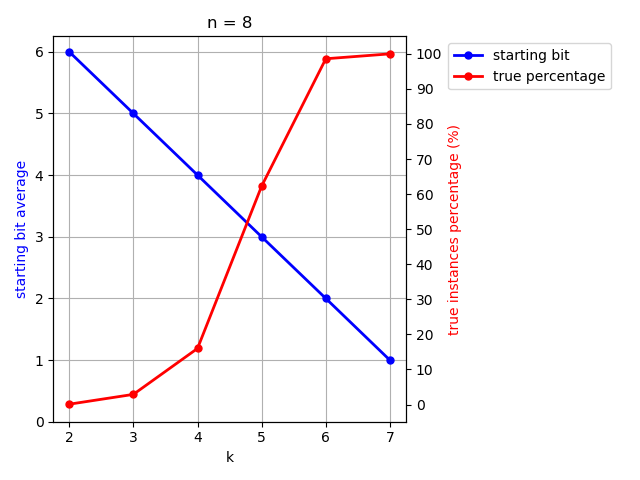 n = 8
starting bit
true percentage
starting bit average
6
5
4
3
2
1
0
100
90
80
70
60
50
40
30
20
10
0
true instances percentage (%)
2 3 4 5 6 7
k